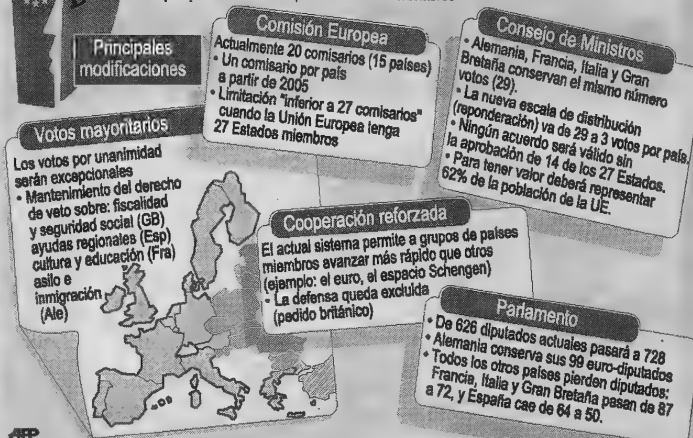 Principales
modificaciones
Comisión Europea
Actualmente 20 comisarios (15 países)
• Un comisario por país
a partir de 2005
• Limitación "inferior a 27 comisarios"
cuando la Unión Europea tenga
27 Estados miembros
Consejo de Ministros
• Alemania, Francia, Italia y Gran
Bretaña conservan el mismo número
votos (29).
• La nueva escala de distribución
(reponderación) va de 29 a 3 votos por país.
• Ningún acuerdo será válido sin
la aprobación de 14 de los 27 Estados.
• Para tener valor deberá representar
62% de la población de la UE.
Votos mayoritarios
Los votos por unanimidad
serán excepcionales
• Mantenimiento del derecho
de veto sobre: fiscalidad
y seguridad social (GB)
ayudas regionales (Esp)
cultura y educación (Fra)
asilo e
inmigración
(Ale)
Cooperación reforzada
El actual sistema permite a grupos de países
miembros avanzar más rápido que otros
(ejemplo: el euro, el espacio Schengen)
• La defensa queda excluida
(pedido británico)
Parlamento
• De 626 diputados actuales pasará a 728
• Alemania conserva sus 99 euro-diputados
• Todos los otros países pierden diputados:
Francia, Italia y Gran Bretaña pasan de 87
a 72, y España cae de 64 a 50.
AFP